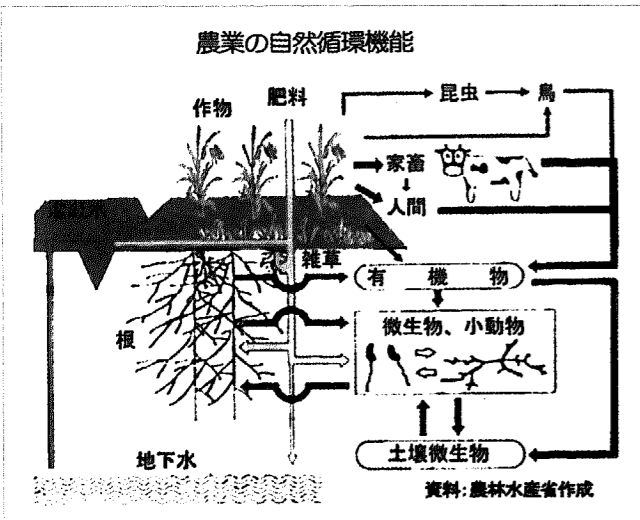 農業の自然循環機能
作物
肥料
昆虫
鳥
家畜
人間
雑草
有機物
根
微生物、小動物
土壌微生物
地下水
資料:農林水産省作成